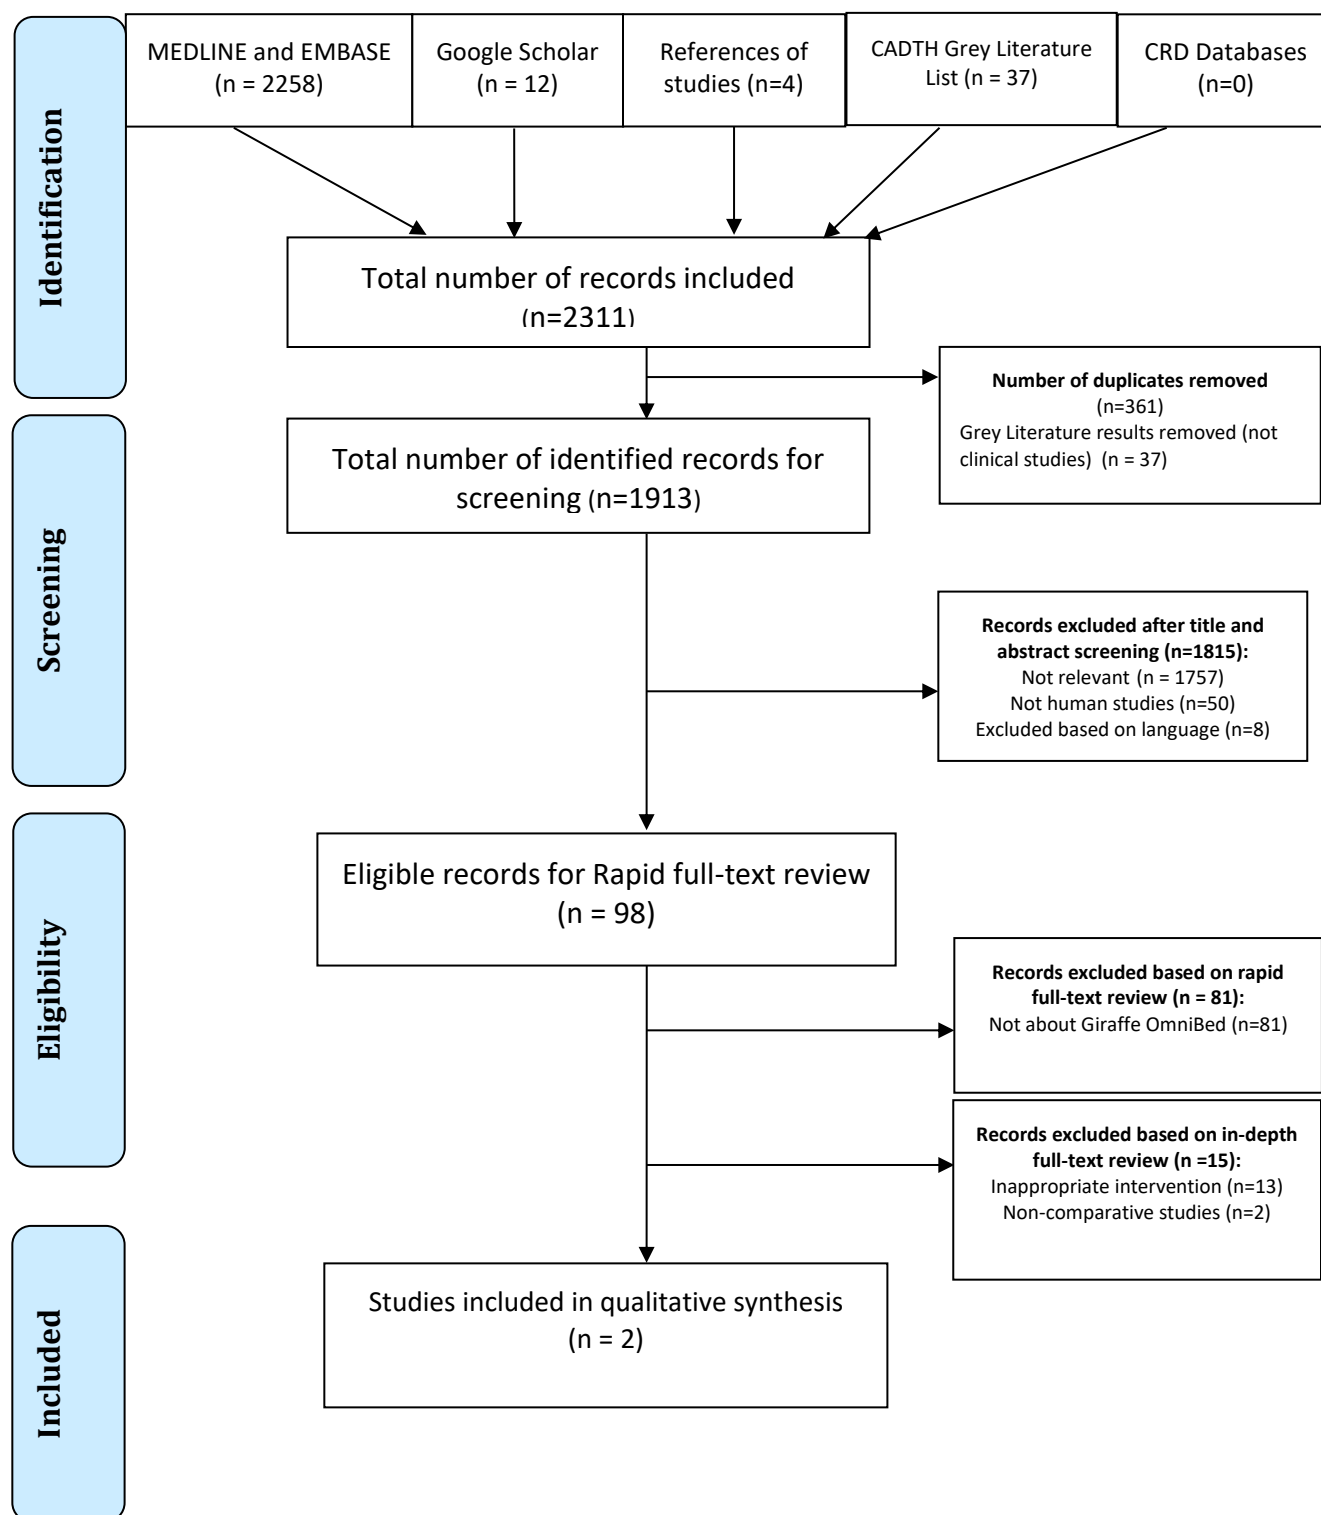 Identification
MEDLINE and EMBASE
(n = 2258)
Google Scholar
(n = 12)
References of
studies (n=4)
CADTH Grey Literature
List (n = 37)
CRD Databases
(n=0)
Total number of records included
(n=2311)
Number of duplicates removed
(n=361)
Grey Literature results removed (not
clinical studies) (n = 37)
Screening
Total number of identified records for
screening (n=1913)
Records excluded after title and
abstract screening (n=1815):
Not relevant (n = 1757)
Not human studies (n=50)
Excluded based on language (n=8)
Eligibility
Eligible records for Rapid full-text review
(n = 98)
Records excluded based on rapid
full-text review (n = 81):
Not about Giraffe OmniBed (n=81)
Records excluded based on in-depth
full-text review (n =15):
Inappropriate intervention (n=13)
Non-comparative studies (n=2)
Included
Studies included in qualitative synthesis
(n = 2)